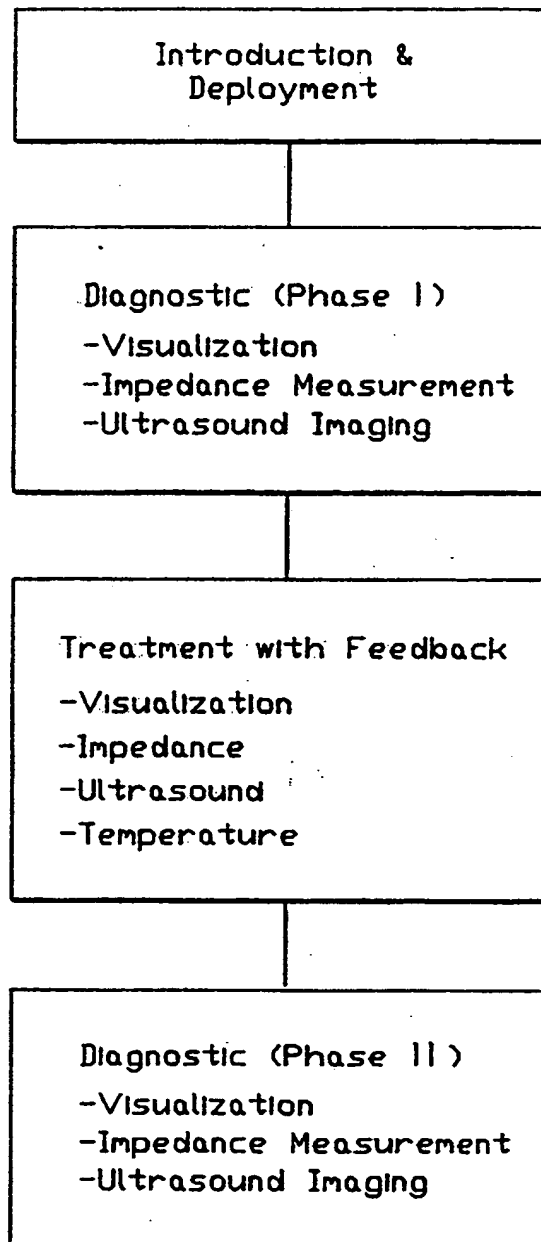 Introduction &
Deployment
Diagnostic (Phase I)
-Visualization
-Impedance Measurement
-Ultrasound Imaging
Treatment with Feedback
-Visualization
-Impedance
-Ultrasound
-Temperature
Diagnostic (Phase II)
-Visualization
-Impedance Measurement
-Ultrasound Imaging